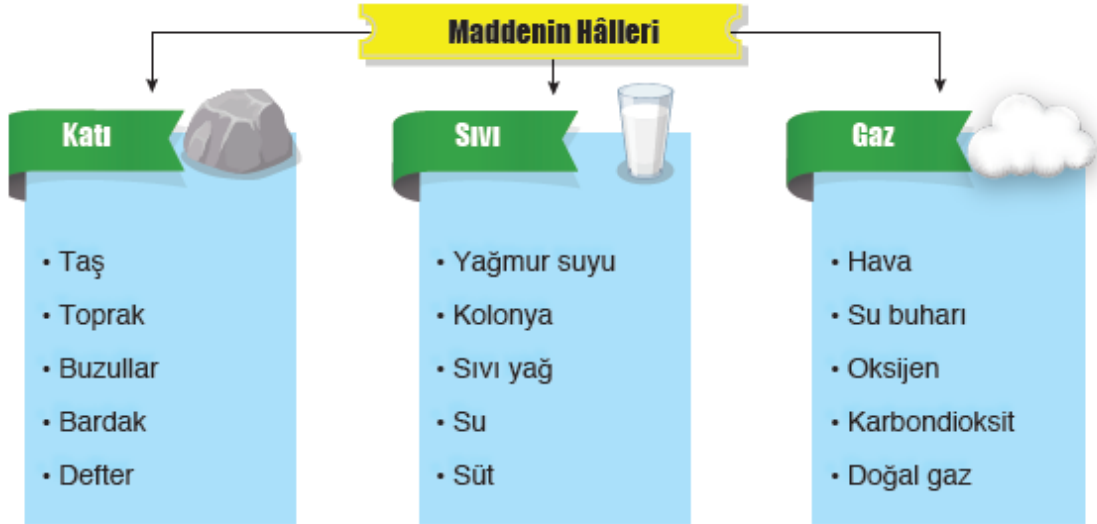 Maddenin Hâlleri
Katı
• Taş
• Toprak
• Buzullar
• Bardak
• Defter
Sıvı
• Yağmur suyu
• Kolonya
• Sıvı yağ
• Su
• Süt
Gaz
• Hava
• Su buharı
• Oksijen
• Karbondioksit
• Doğal gaz